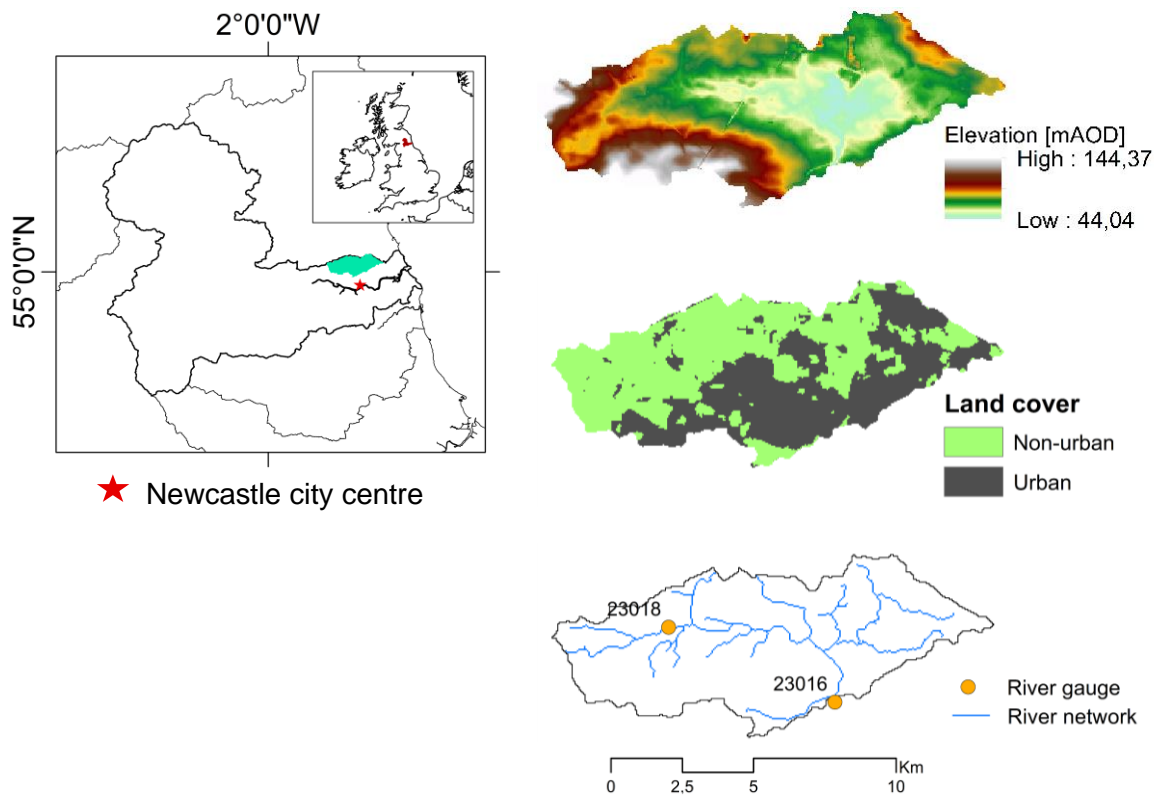 2°0'0"W
55°0'0"N
Newcastle city centre
Elevation [mAOD]
High : 144,37
Low : 44,04
Land cover
Non-urban
Urban
23018
23016
River gauge
River network
Km
0 2,5 5 10